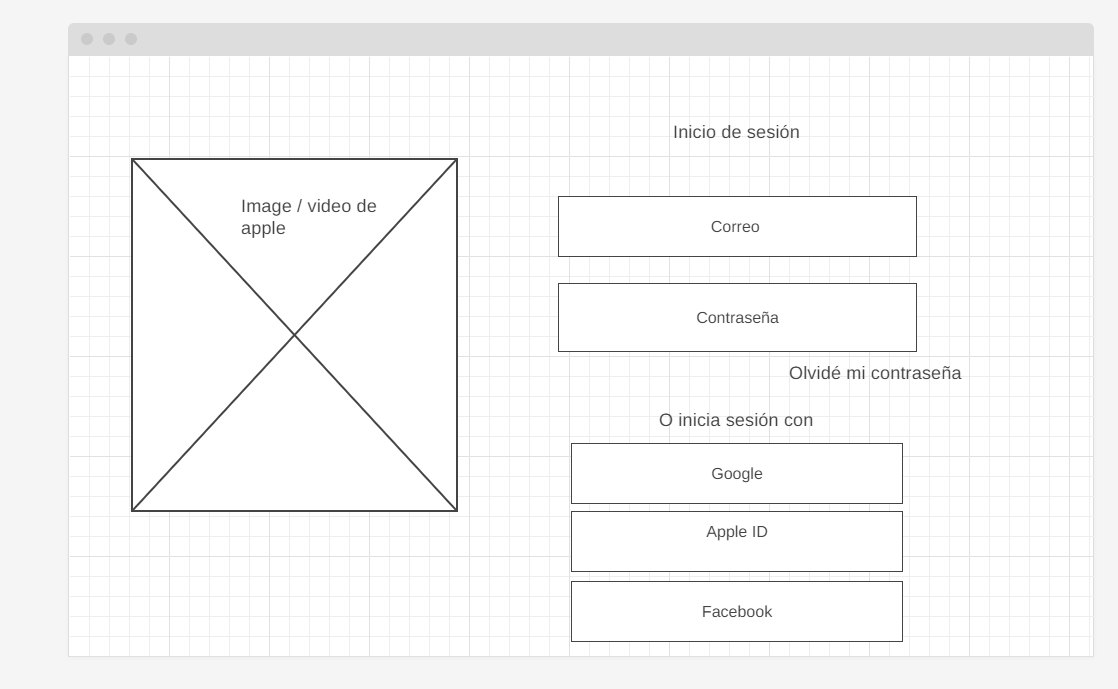 Inicio de sesión
Image / video de
apple
Correo
Contraseña
Olvidé mi contraseña
O inicia sesión con
Google
Apple ID
Facebook